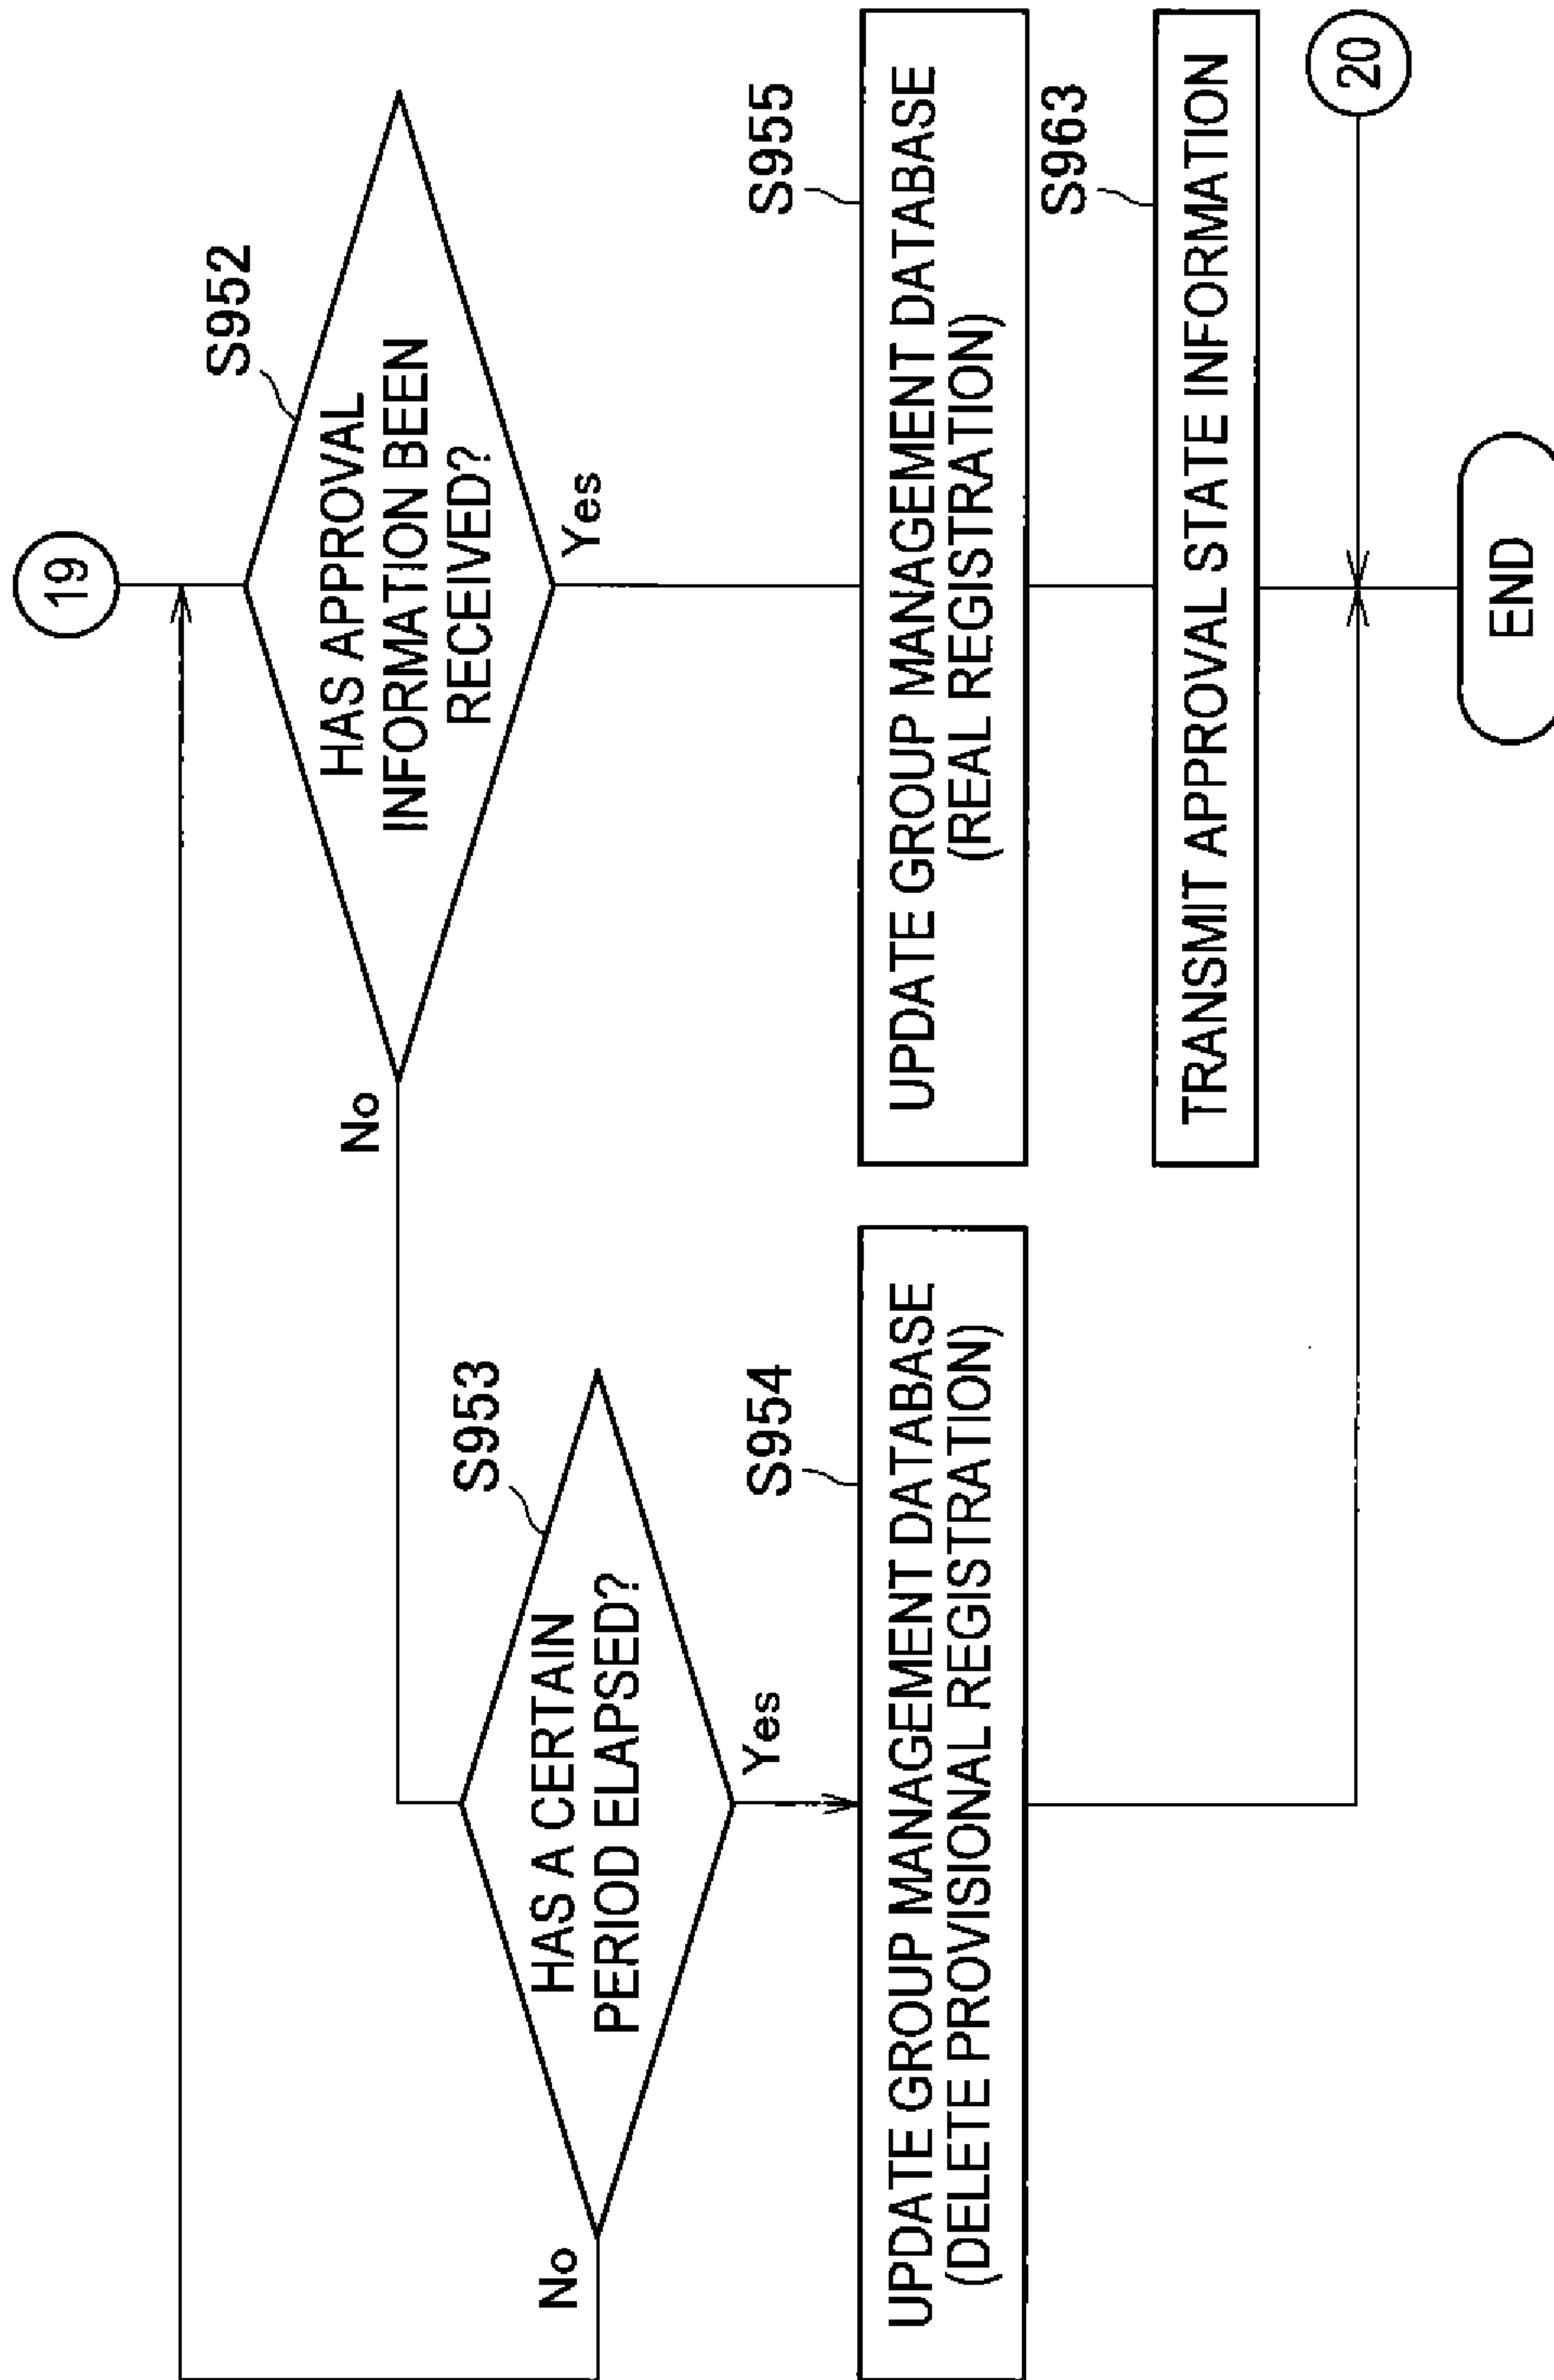 19
S952
HAS APPROVAL
INFORMATION BEEN
RECEIVED?
No
Yes
S953
HAS A CERTAIN
PERIOD ELAPSED?
No
Yes
S954
UPDATE GROUP MANAGEMENT DATABASE
(DELETE PROVISIONAL REGISTRATION)
S955
UPDATE GROUP MANAGEMENT DATABASE
(REAL REGISTRATION)
S963
TRANSMIT APPROVAL STATE INFORMATION
20
END